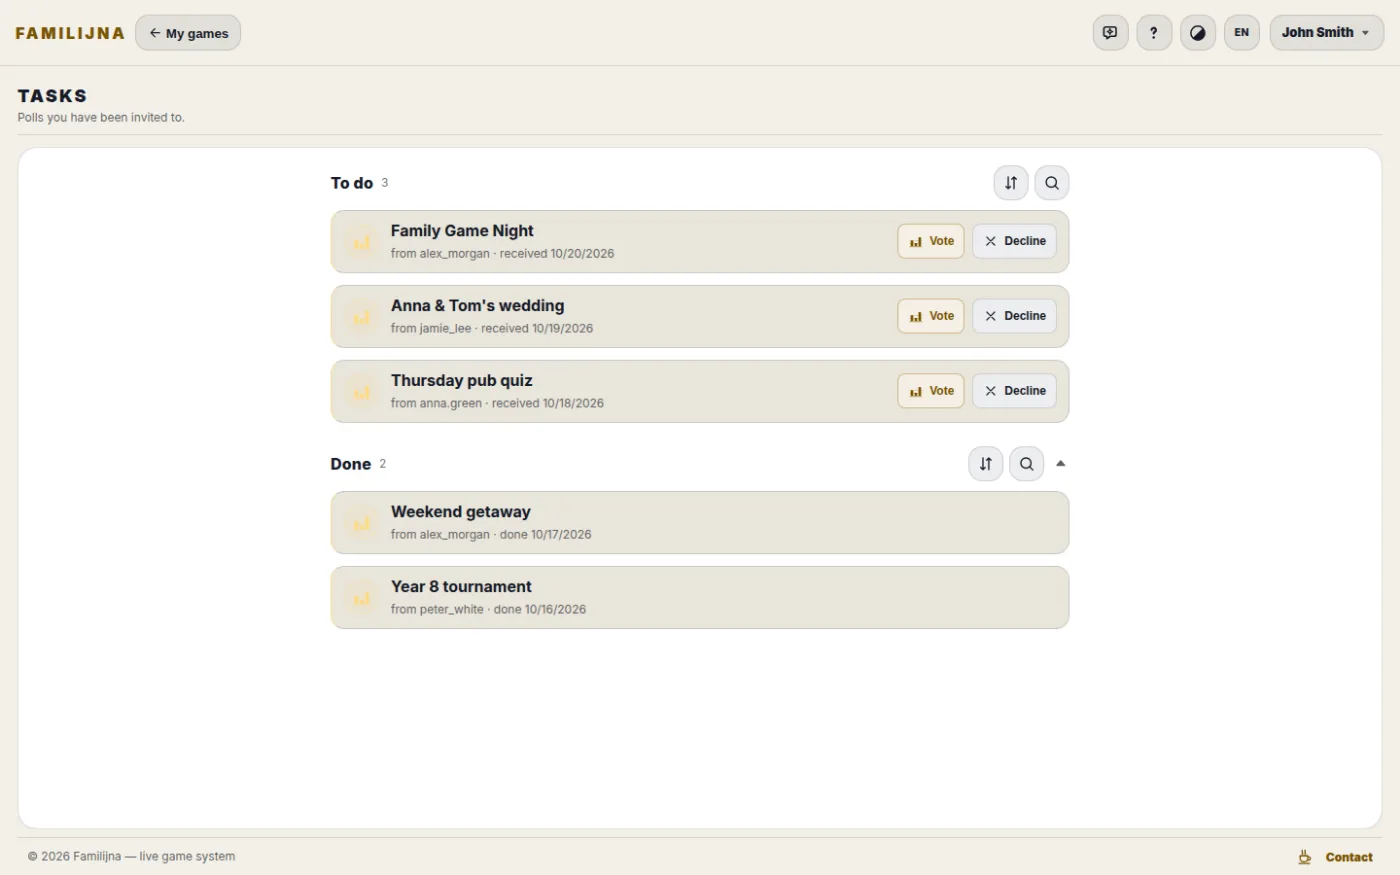 FAMILIJNA
← My games
?
EN
John Smith
TASKS
Polls you have been invited to.
To do 3
Family Game Night
from alex_morgan · received 10/20/2026
Vote
Decline
Anna & Tom's wedding
from jamie_lee · received 10/19/2026
Vote
Decline
Thursday pub quiz
from anna.green · received 10/18/2026
Vote
Decline
Done 2
Weekend getaway
from alex_morgan · done 10/17/2026
Year 8 tournament
from peter_white · done 10/16/2026
© 2026 Familijna — live game system
Contact